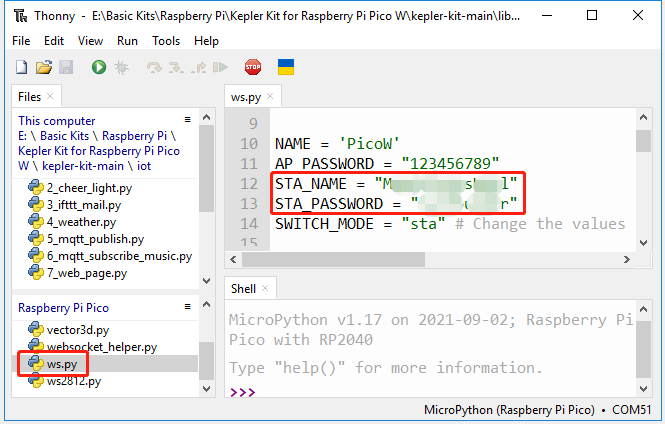 Thonny - E:\Basic Kits\Raspberry Pi\Kepler Kit for Raspberry Pi Pico W\kepler-kit-main\lib...
File Edit View Run Tools Help
STOP
Files
This computer
E: \ Basic Kits \ Raspberry Pi \
Kepler Kit for Raspberry Pi Pico
W \ kepler-kit-main \ iot
2_cheer_light.py
3_ifttt_mail.py
4_weather.py
5_mqtt_publish.py
6_mqtt_subscribe_music.py
7_web_page.py
Raspberry Pi Pico
vector3d.py
websocket_helper.py
ws.py
ws2812.py
ws.py
9
10 NAME = 'PicoW'
11 AP_PASSWORD = "123456789"
12 STA_NAME = "
13 STA_PASSWORD = "
14 SWITCH_MODE = "sta" # Change the values
Shell
MicroPython v1.17 on 2021-09-02; Raspberry Pi
Pico with RP2040
Type "help()" for more information.
>>>
MicroPython (Raspberry Pi Pico) • COM51